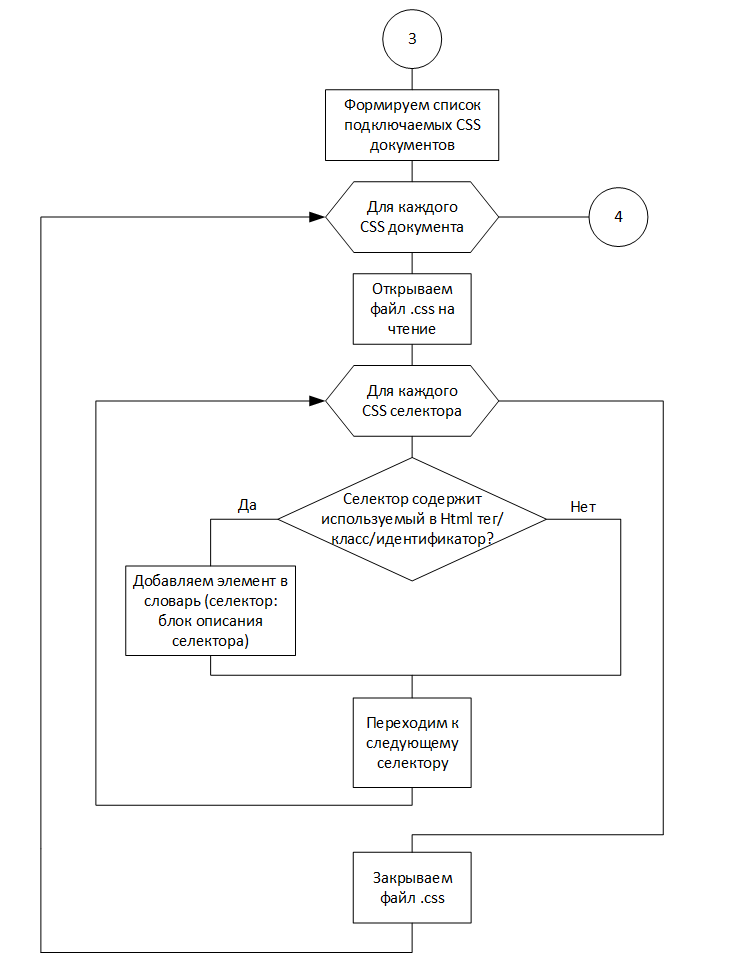 3
Формируем список
подключаемых CSS
документов
Для каждого
CSS документа
4
Открываем
файл .css на
чтение
Для каждого
CSS селектора
Да
Селектор содержит
используемый в Html тег/
класс/идентификатор?
Нет
Добавляем элемент в
словарь (селектор:
блок описания
селектора)
Переходим к
следующему
селектору
Закрываем
файл .css